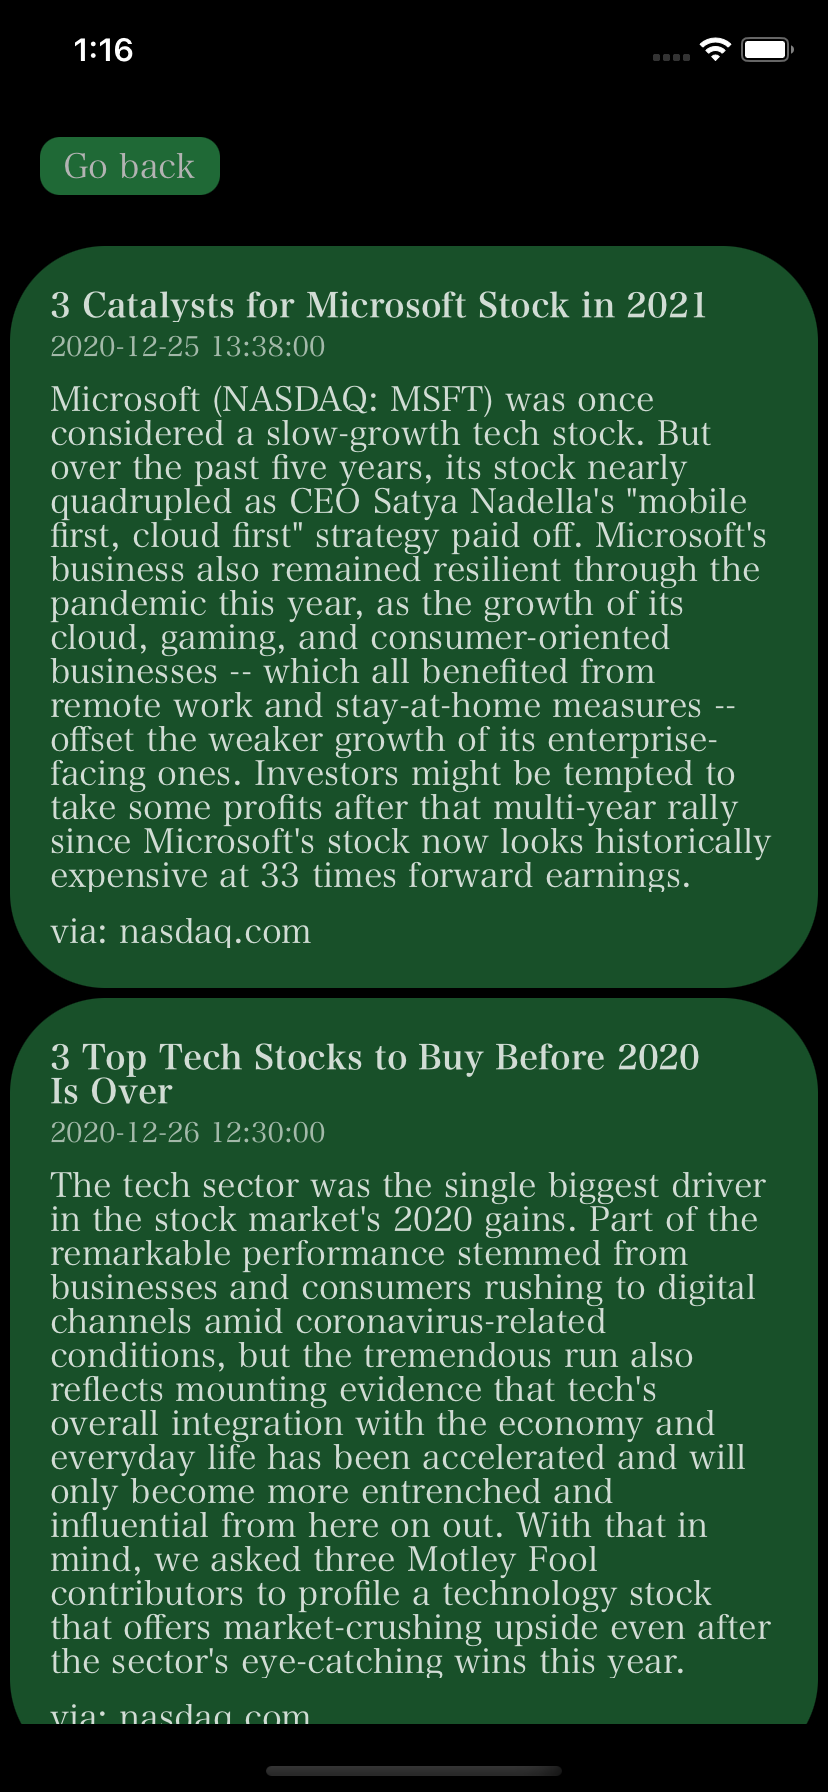 1:16
Go back
3 Catalysts for Microsoft Stock in 2021
2020-12-25 13:38:00
Microsoft (NASDAQ: MSFT) was once
considered a slow-growth tech stock. But
over the past five years, its stock nearly
quadrupled as CEO Satya Nadella's "mobile
first, cloud first" strategy paid off. Microsoft's
business also remained resilient through the
pandemic this year, as the growth of its
cloud, gaming, and consumer-oriented
businesses -- which all benefited from
remote work and stay-at-home measures --
offset the weaker growth of its enterprise-
facing ones. Investors might be tempted to
take some profits after that multi-year rally
since Microsoft's stock now looks historically
expensive at 33 times forward earnings.
via: nasdaq.com
3 Top Tech Stocks to Buy Before 2020
Is Over
2020-12-26 12:30:00
The tech sector was the single biggest driver
in the stock market's 2020 gains. Part of the
remarkable performance stemmed from
businesses and consumers rushing to digital
channels amid coronavirus-related
conditions, but the tremendous run also
reflects mounting evidence that tech's
overall integration with the economy and
everyday life has been accelerated and will
only become more entrenched and
influential from here on out. With that in
mind, we asked three Motley Fool
contributors to profile a technology stock
that offers market-crushing upside even after
the sector's eye-catching wins this year.
via: nasdaq.com